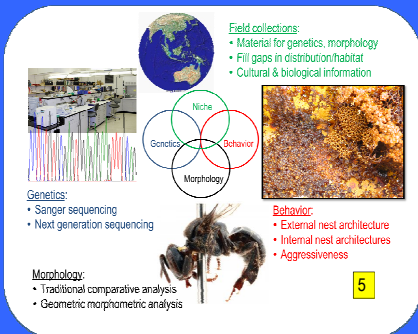 Field collections:
• Material for genetics, morphology
• Fill gaps in distribution/habitat
• Cultural & biological information
Niche
Genetics
Behavior
Morphology
Genetics:
• Sanger sequencing
• Next generation sequencing
Behavior:
• External nest architecture
• Internal nest architectures
• Aggressiveness
Morphology:
• Traditional comparative analysis
• Geometric morphometric analysis
5